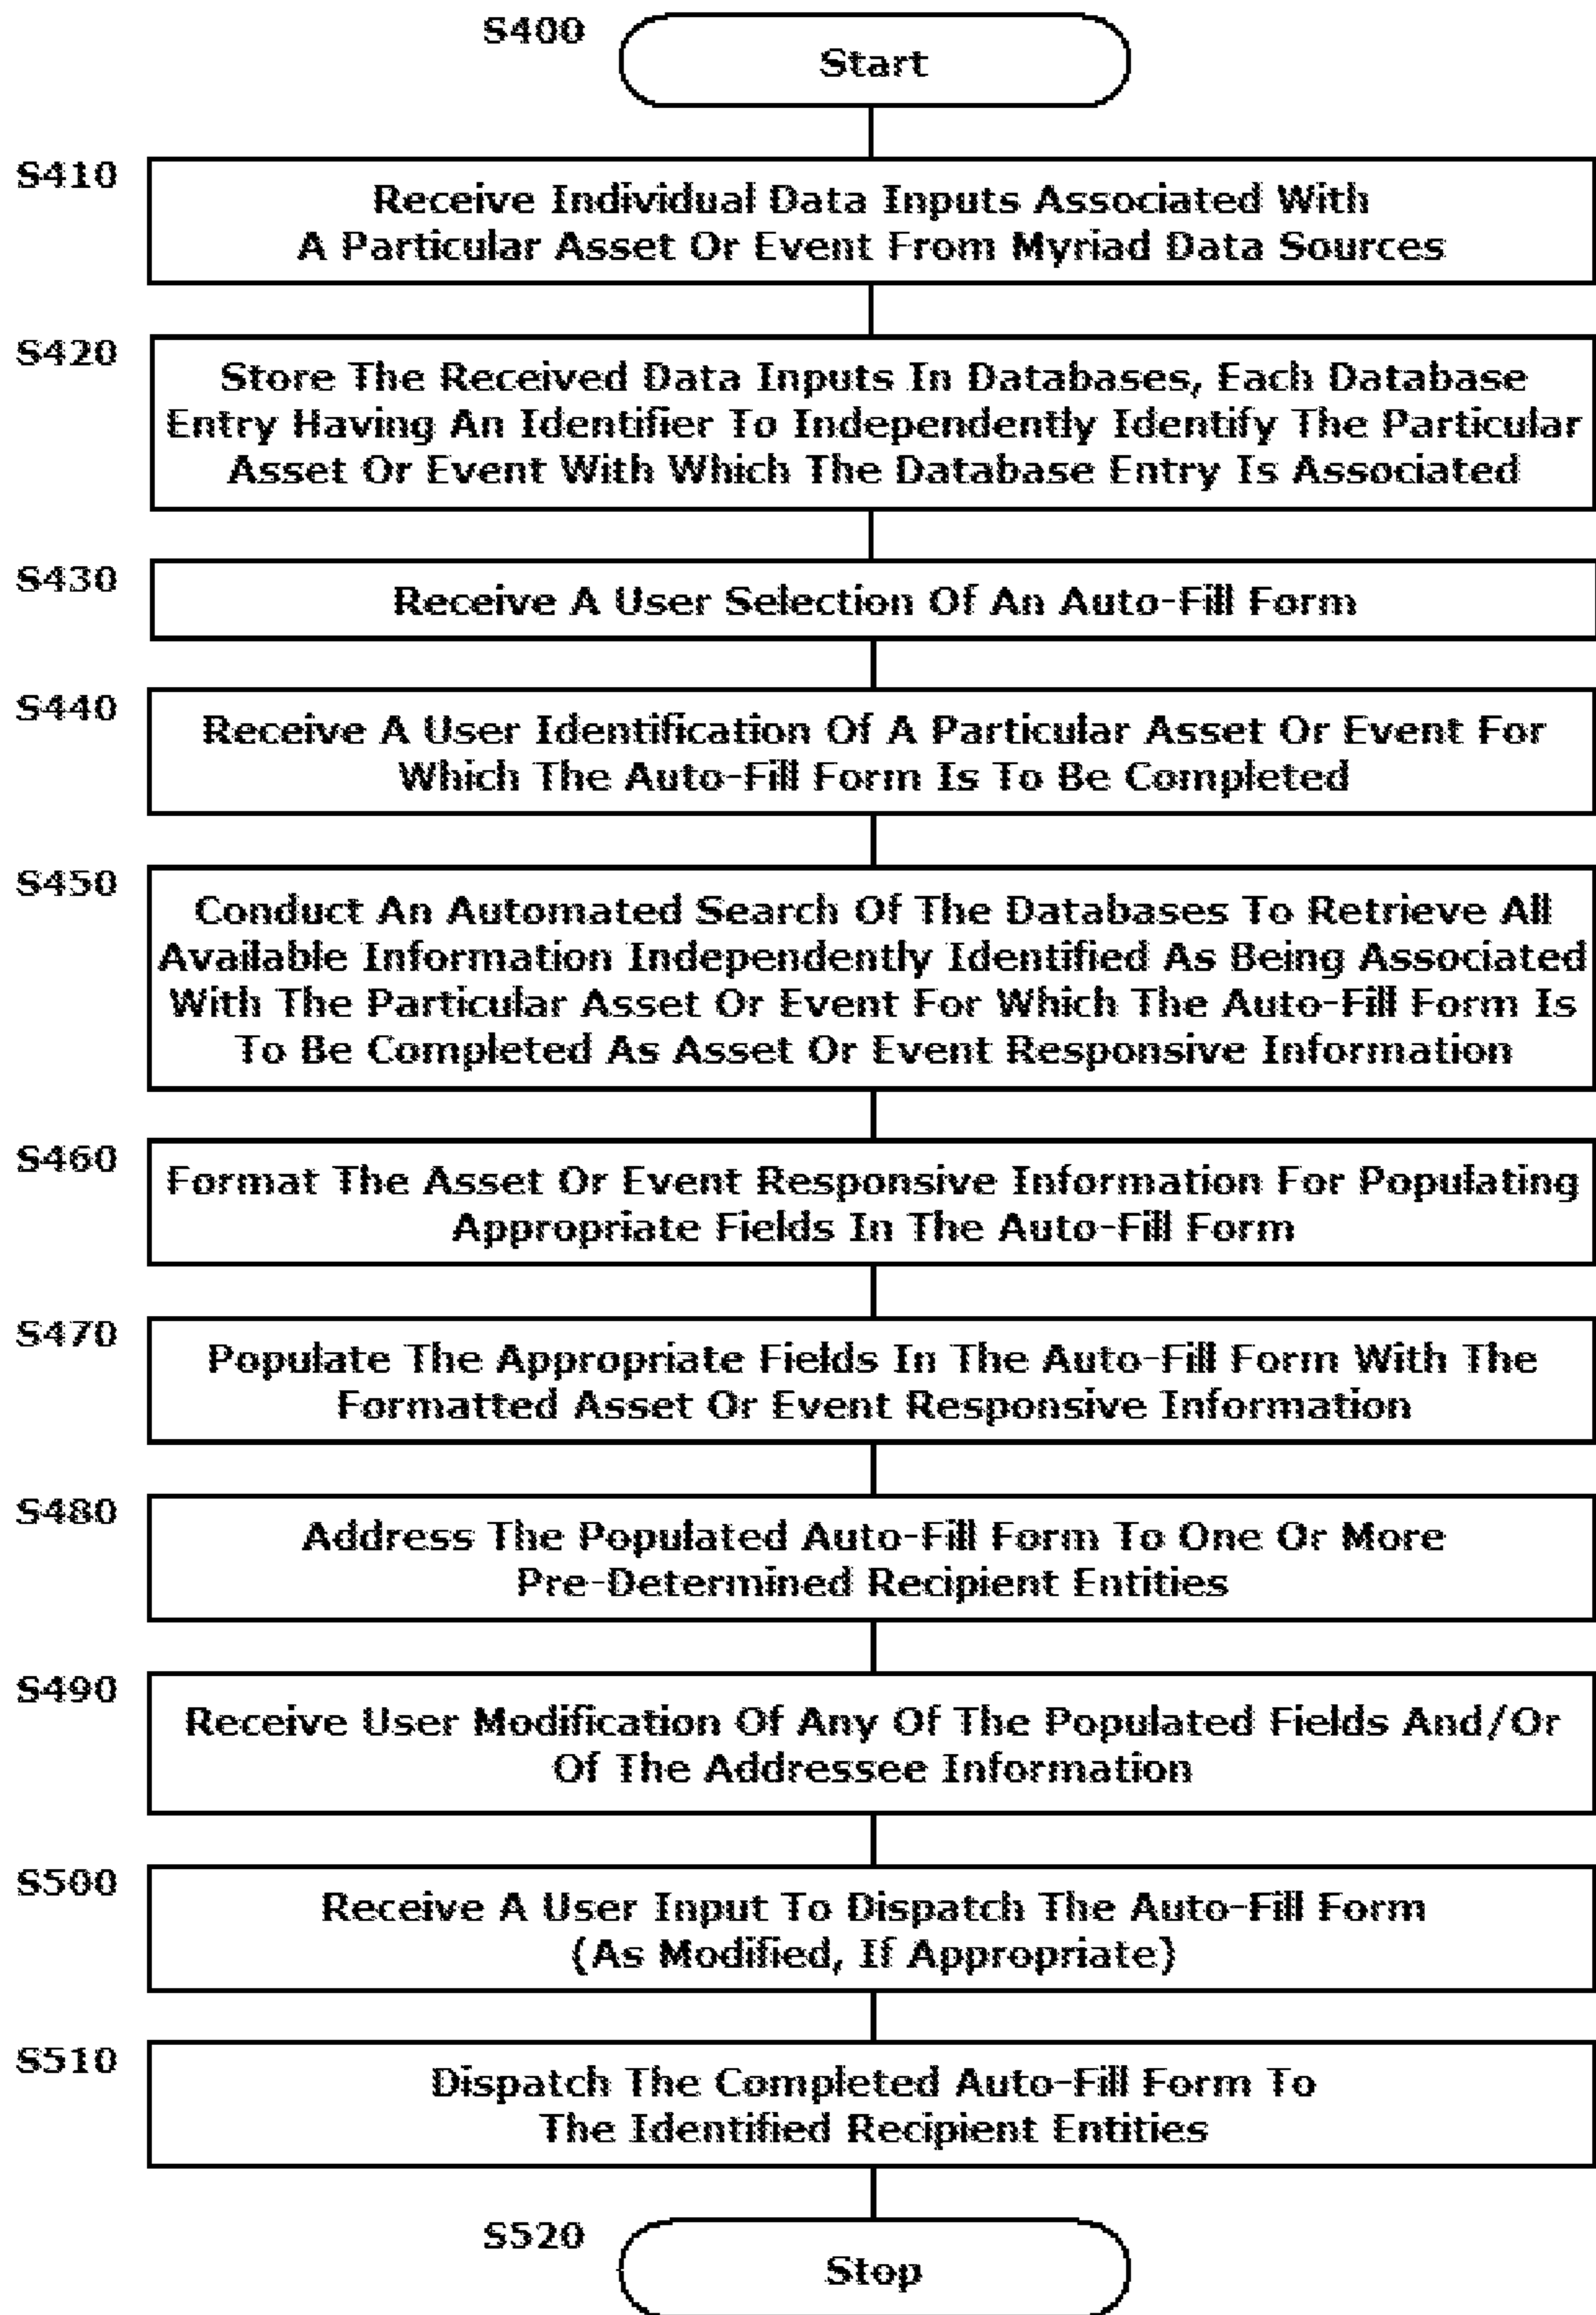 S400
Start
S410
Receive Individual Data Inputs Associated With
A Particular Asset Or Event From Myriad Data Sources
S420
Store The Received Data Inputs In Databases, Each Database
Entry Having An Identifier To Independently Identify The Particular
Asset Or Event With Which The Database Entry Is Associated
S430
Receive A User Selection Of An Auto-Fill Form
S440
Receive A User Identification Of A Particular Asset Or Event For
Which The Auto-Fill Form Is To Be Completed
S450
Conduct An Automated Search Of The Databases To Retrieve All
Available Information Independently Identified As Being Associated
With The Particular Asset Or Event For Which The Auto-Fill Form Is
To Be Completed As Asset Or Event Responsive Information
S460
Format The Asset Or Event Responsive Information For Populating
Appropriate Fields In The Auto-Fill Form
S470
Populate The Appropriate Fields In The Auto-Fill Form With The
Formatted Asset Or Event Responsive Information
S480
Address The Populated Auto-Fill Form To One Or More
Pre-Determined Recipient Entities
S490
Receive User Modification Of Any Of The Populated Fields And/Or
Of The Addressee Information
S500
Receive A User Input To Dispatch The Auto-Fill Form
(As Modified, If Appropriate)
S510
Dispatch The Completed Auto-Fill Form To
The Identified Recipient Entities
S520
Stop